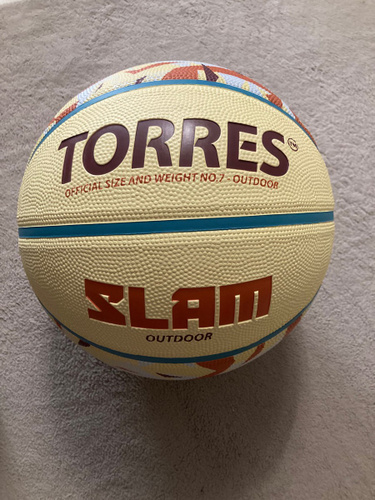 TORRES
OFFICIAL SIZE AND WEIGHT NO.7 - OUTDOOR
SLAM
OUTDOOR